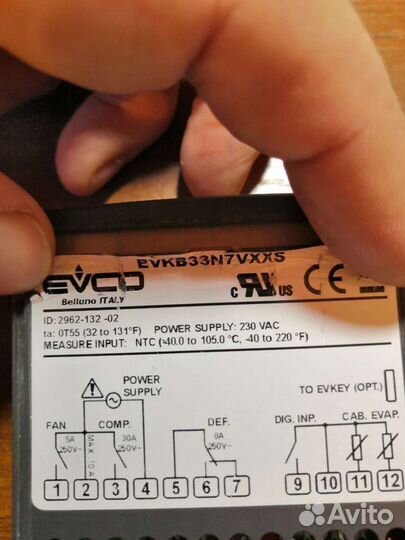 EVKB33N7VXXS
EVCO
Belluno ITALY
c RU US CE
ID: 2962-132 -02
ta: 0T55 (32 to 131°F) POWER SUPPLY: 230 VAC
MEASURE INPUT: NTC (-40.0 to 105.0 °C, -40 to 220 °F)
POWER SUPPLY
TO EVKEY (OPT.)
FAN COMP. DEF. DIG. INP. CAB. EVAP.
5A 250V~ MAX 10A 30A 250V~ 8A 250V~
1 2 3 4 5 6 7 9 10 11 12
Avito